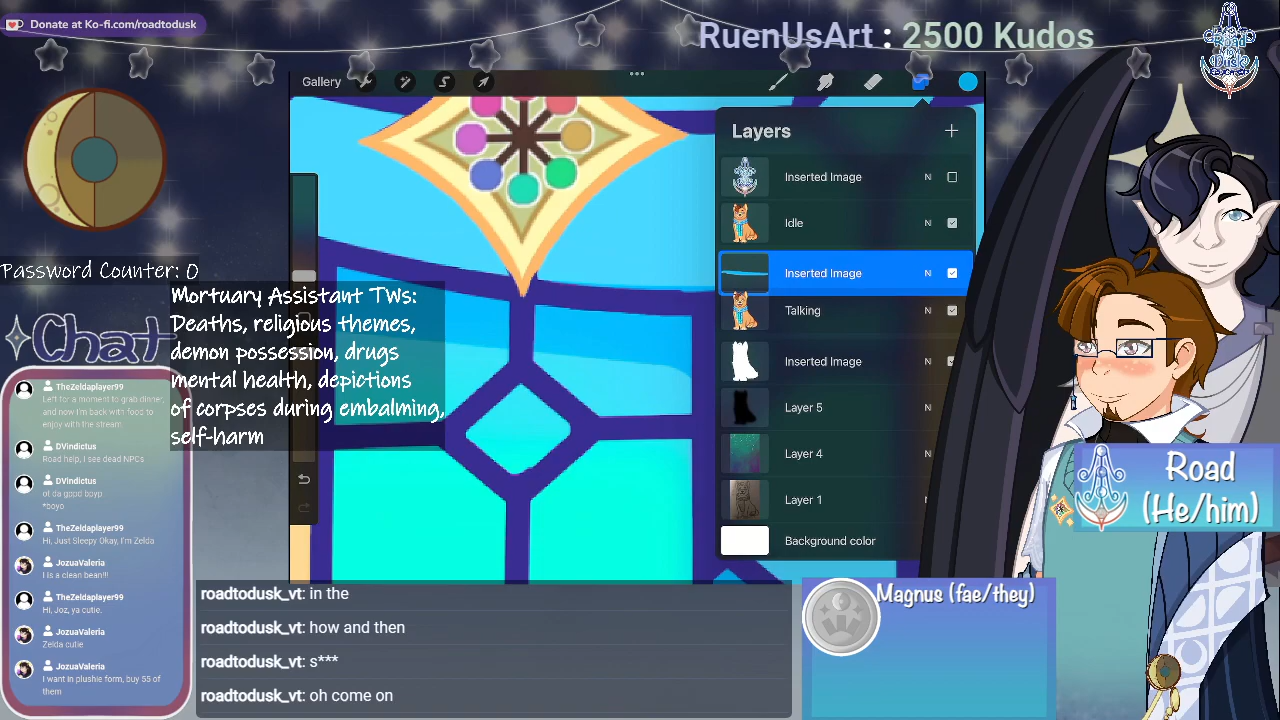 Donate at Ko-fi.com/roadtodusk
RuenUsArt : 2500 Kudos
Road
Dusk
Gallery
Layers
Inserted Image
N
Idle
N
Inserted Image
N
Talking
N
Inserted Image
N
Layer 5
N
Layer 4
N
Layer 1
Background color
Password Counter: 0
Mortuary Assistant TWs:
Deaths, religious themes,
demon possession, drugs
mental health, depictions
of corpses during embalming,
self-harm
Chat
TheZeldaplayer99
Left for a moment to grab dinner,
and now I'm back with food to
enjoy with the stream
DVindictus
Road help, I see dead NPCs
DVindictus
of da good boyp
*boyo
TheZeldaplayer99
Hi, Just Sleepy Okay, I'm Zelda
JozuaValeria
I is a clean bean!!!
TheZeldaplayer99
Hi, Joz, ya cutie.
JozuaValeria
Zelda cutie
JozuaValeria
I want in plushie form, buy 55 of
them
roadtodusk_vt: in the
roadtodusk_vt: how and then
roadtodusk_vt: s***
roadtodusk_vt: oh come on
Road
(He/him)
Magnus (fae/they)